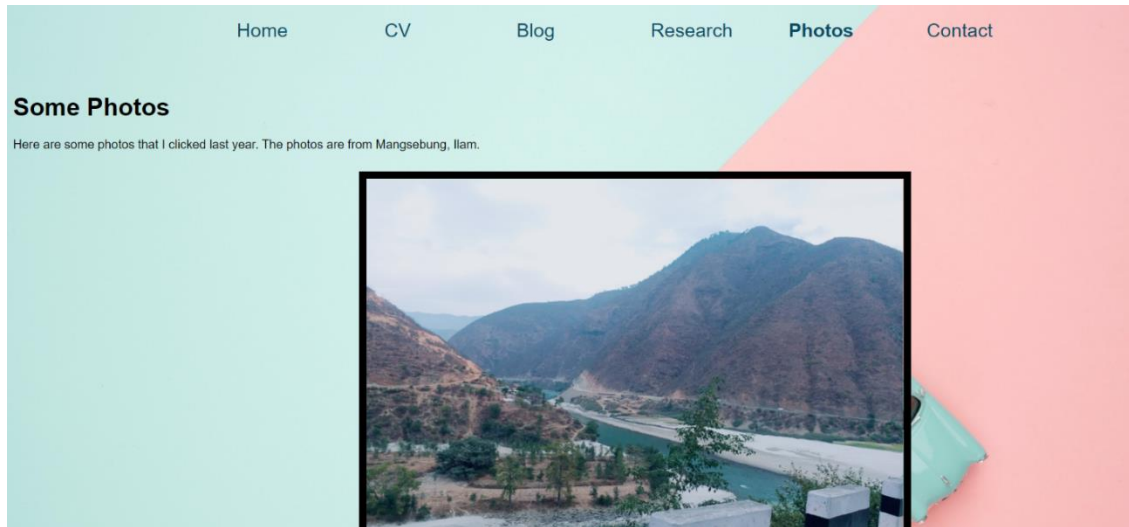 Home CV Blog Research Photos Contact
Some Photos
Here are some photos that I clicked last year. The photos are from Mangsebung, Ilam.